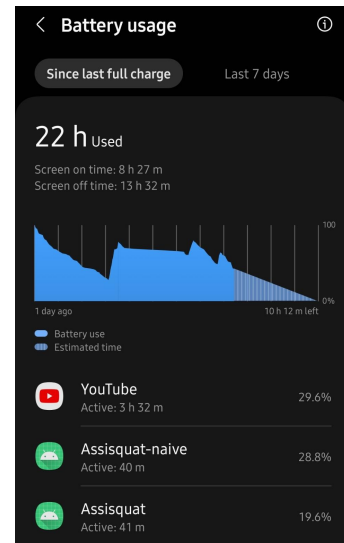 Battery usage
Since last full charge
Last 7 days
22 h Used
Screen on time: 8 h 27 m
Screen off time: 13 h 32 m
100
0%
1 day ago
10 h 12 m left
Battery use
Estimated time
YouTube
Active: 3 h 32 m
29.6%
Assisquat-naive
Active: 40 m
28.8%
Assisquat
Active: 41 m
19.6%